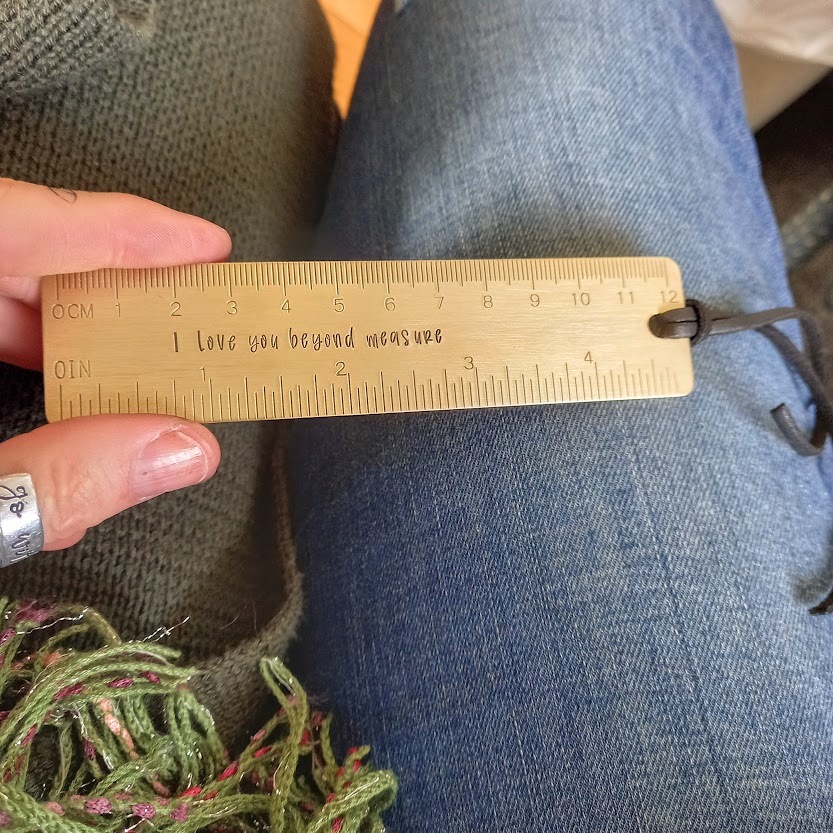 0CM 1 2 3 4 5 6 7 8 9 10 11 12
I love you beyond measure
0IN 1 2 3 4